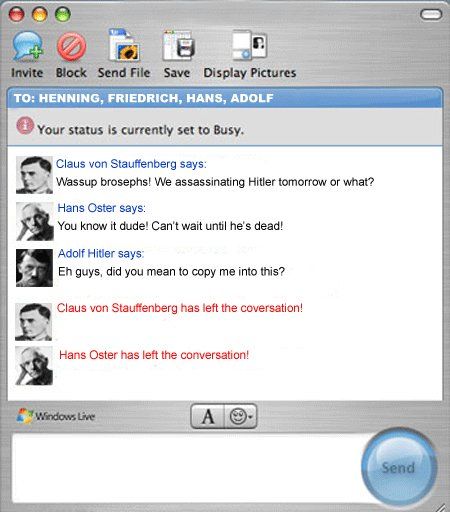 Invite Block Send File Save Display Pictures
TO: HENNING, FRIEDRICH, HANS, ADOLF
Your status is currently set to Busy.
Claus von Stauffenberg says:
Wassup brosephs! We assassinating Hitler tomorrow or what?
Hans Oster says:
You know it dude! Can't wait until he's dead!
Adolf Hitler says:
Eh guys, did you mean to copy me into this?
Claus von Stauffenberg has left the coversation!
Hans Oster has left the conversation!
Windows Live
A
Send